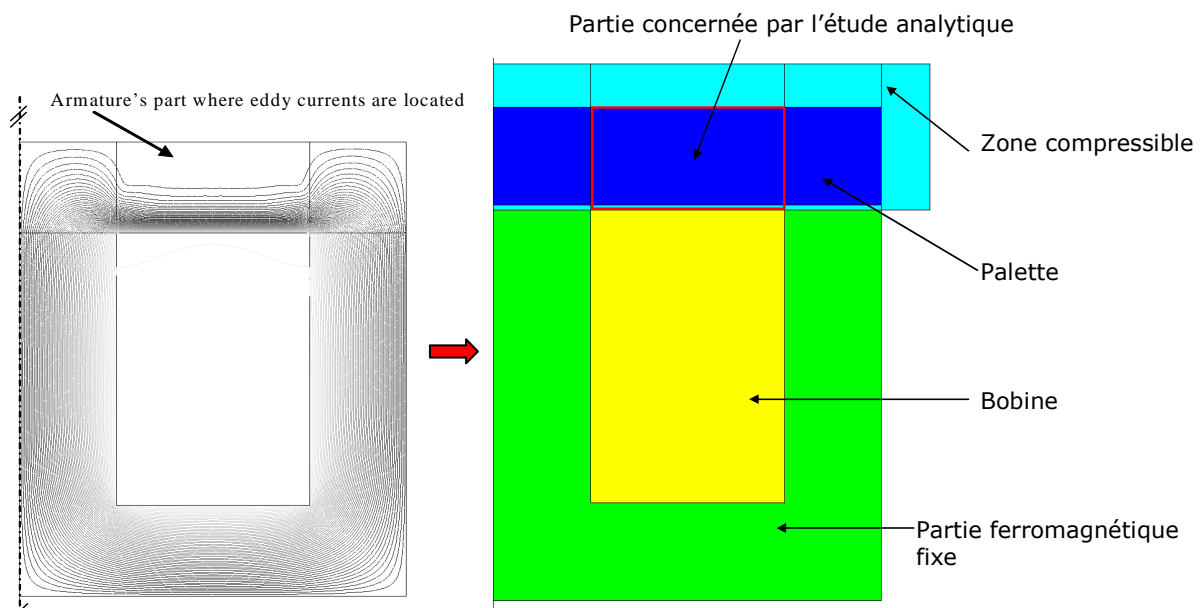 Partie concernée par l’étude analytique
Armature’s part where eddy currents are located
Zone compressible
Palette
Bobine
Partie ferromagnétique
fixe